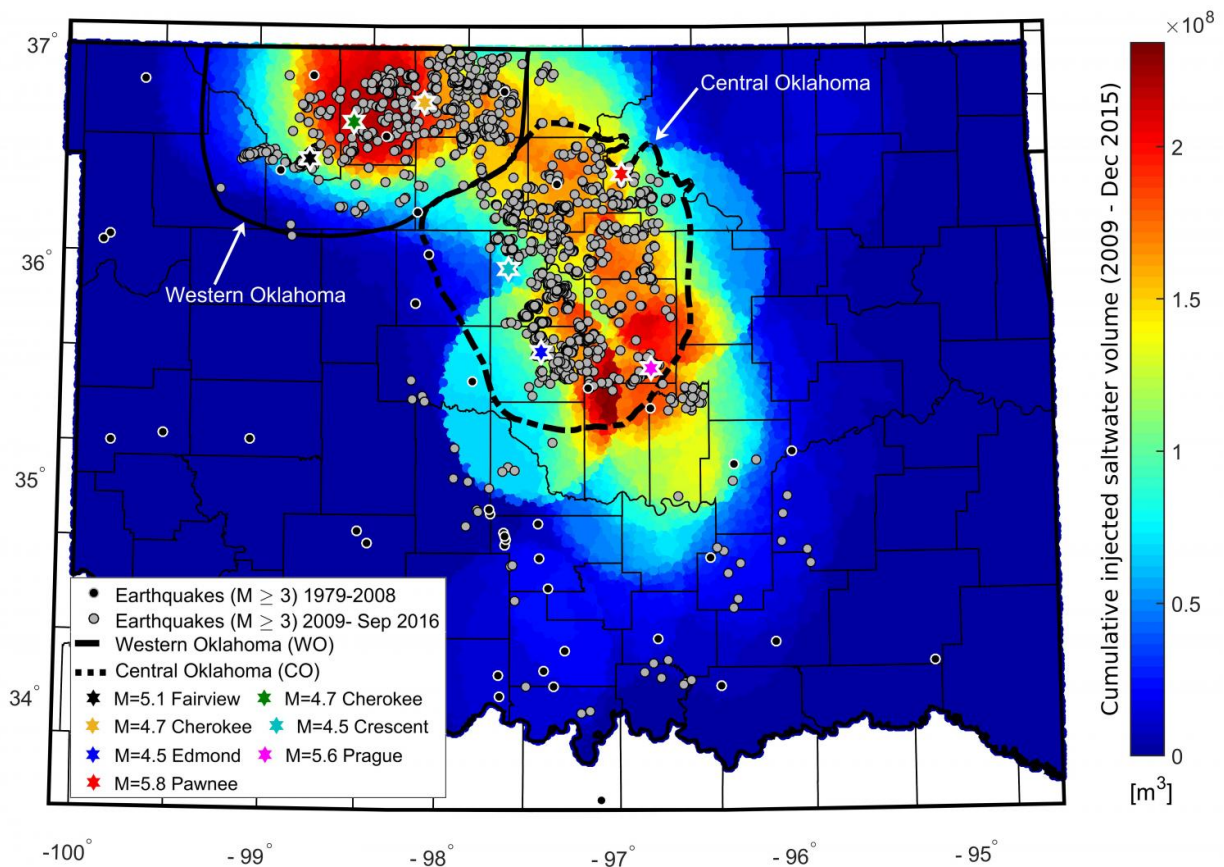 ×10⁸
37°
36°
35°
34°
Central Oklahoma
Western Oklahoma
2
1.5
1
0.5
0
Cumulative injected saltwater volume (2009 - Dec 2015)
[m³]
Earthquakes (M ≥ 3) 1979-2008
Earthquakes (M ≥ 3) 2009- Sep 2016
Western Oklahoma (WO)
Central Oklahoma (CO)
M=5.1 Fairview M=4.7 Cherokee
M=4.7 Cherokee M=4.5 Crescent
M=4.5 Edmond M=5.6 Prague
M=5.8 Pawnee
-100° - 99° - 98° - 97° - 96° - 95°